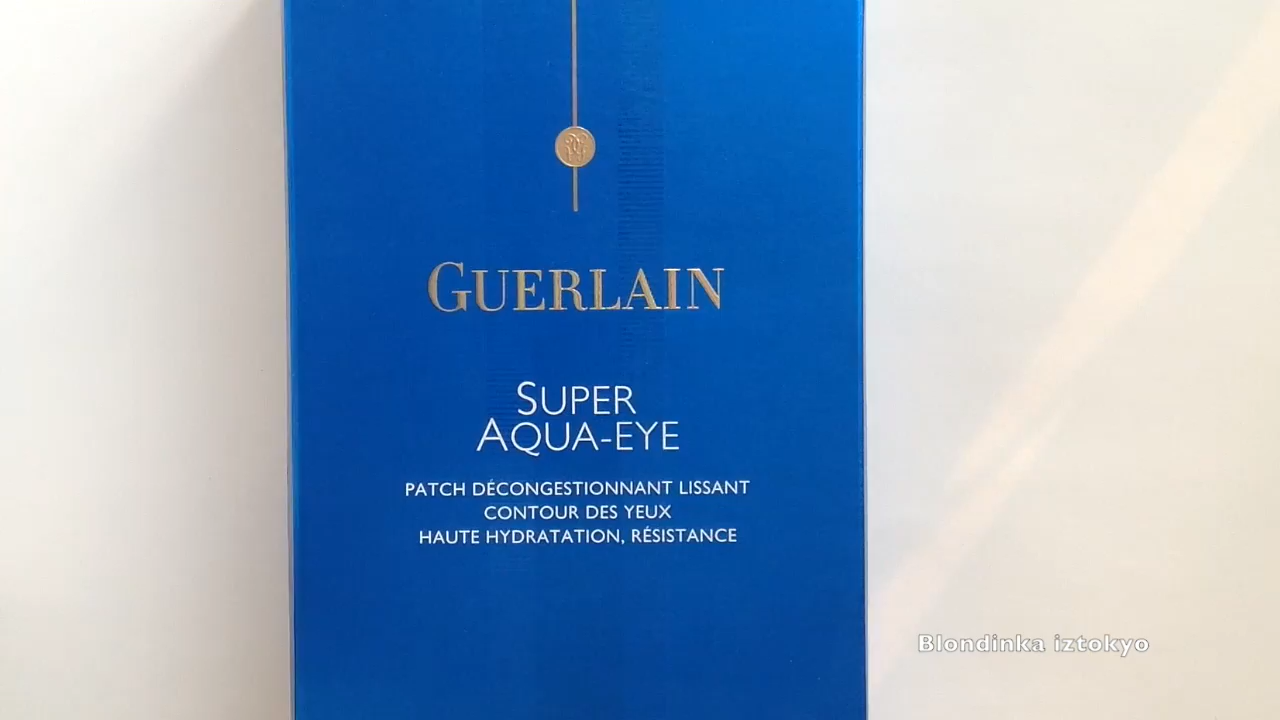 GUERLAIN
SUPER
AQUA-EYE
PATCH DÉCONGESTIONNANT LISSANT
CONTOUR DES YEUX
HAUTE HYDRATATION, RÉSISTANCE
Blondinka iztokyo